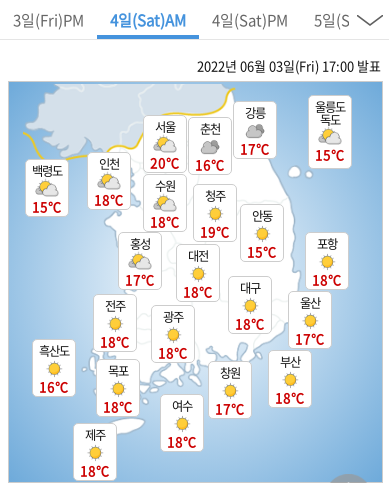 3일(Fri)PM 4일(Sat)AM 4일(Sat)PM 5일(S
2022년 06월 03일(Fri) 17:00 발표
강릉
17℃
울릉도
독도
15℃
서울
20℃
춘천
16℃
백령도
15℃
인천
18℃
수원
18℃
청주
19℃
안동
15℃
홍성
17℃
대전
18℃
포항
18℃
대구
18℃
전주
18℃
광주
18℃
울산
17℃
흑산도
16℃
목포
18℃
창원
17℃
부산
18℃
여수
18℃
제주
18℃